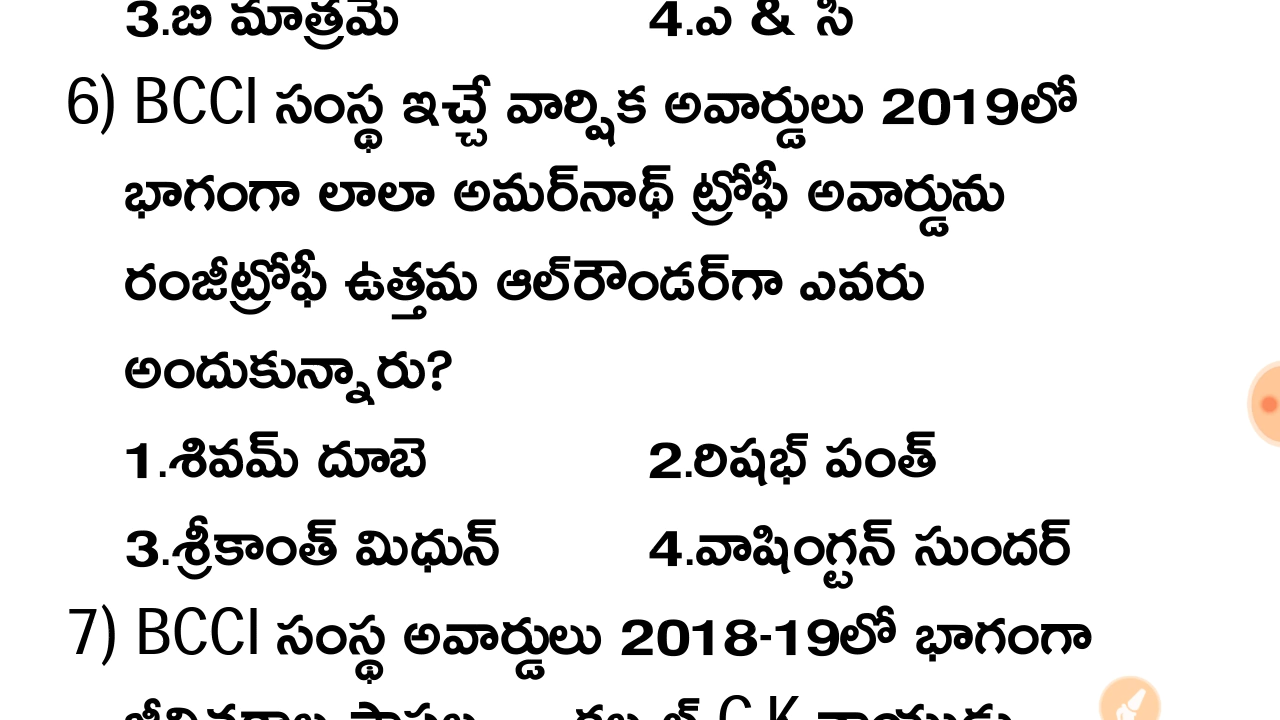 3.బి మాత్రమే 4.ఎ & సి
6) BCCI సంస్థ ఇచ్చే వార్షిక అవార్డులు 2019లో
భాగంగా లాలా అమర్‌నాథ్ ట్రోఫీ అవార్డును
రంజీట్రోఫీ ఉత్తమ ఆల్‌రౌండర్‌గా ఎవరు
అందుకున్నారు?
1.శివమ్ దూబె 2.రిషభ్ పంత్
3.శ్రీకాంత్ మిధున్ 4.వాషింగ్టన్ సుందర్
7) BCCI సంస్థ అవార్డులు 2018-19లో భాగంగా
C.K